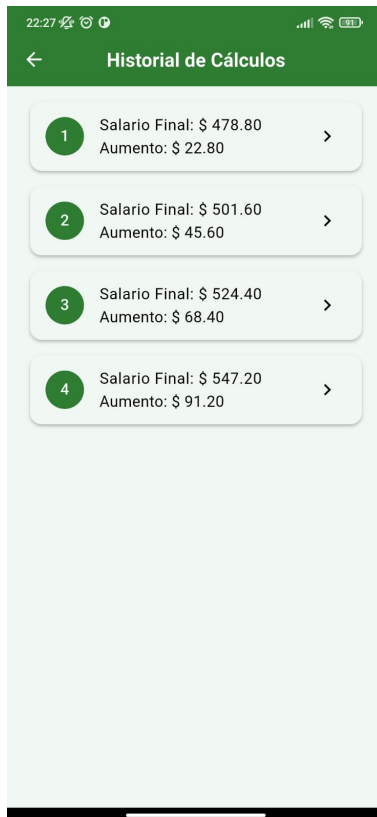 22:27
91
Historial de Cálculos
1
Salario Final: $ 478.80
Aumento: $ 22.80
2
Salario Final: $ 501.60
Aumento: $ 45.60
3
Salario Final: $ 524.40
Aumento: $ 68.40
4
Salario Final: $ 547.20
Aumento: $ 91.20